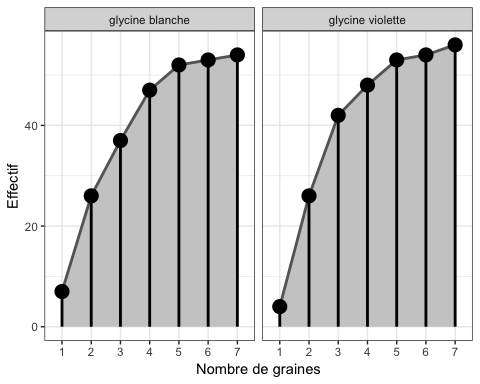 glycine blanche
glycine violette
Effectif
40
20
0
1 2 3 4 5 6 7
1 2 3 4 5 6 7
Nombre de graines